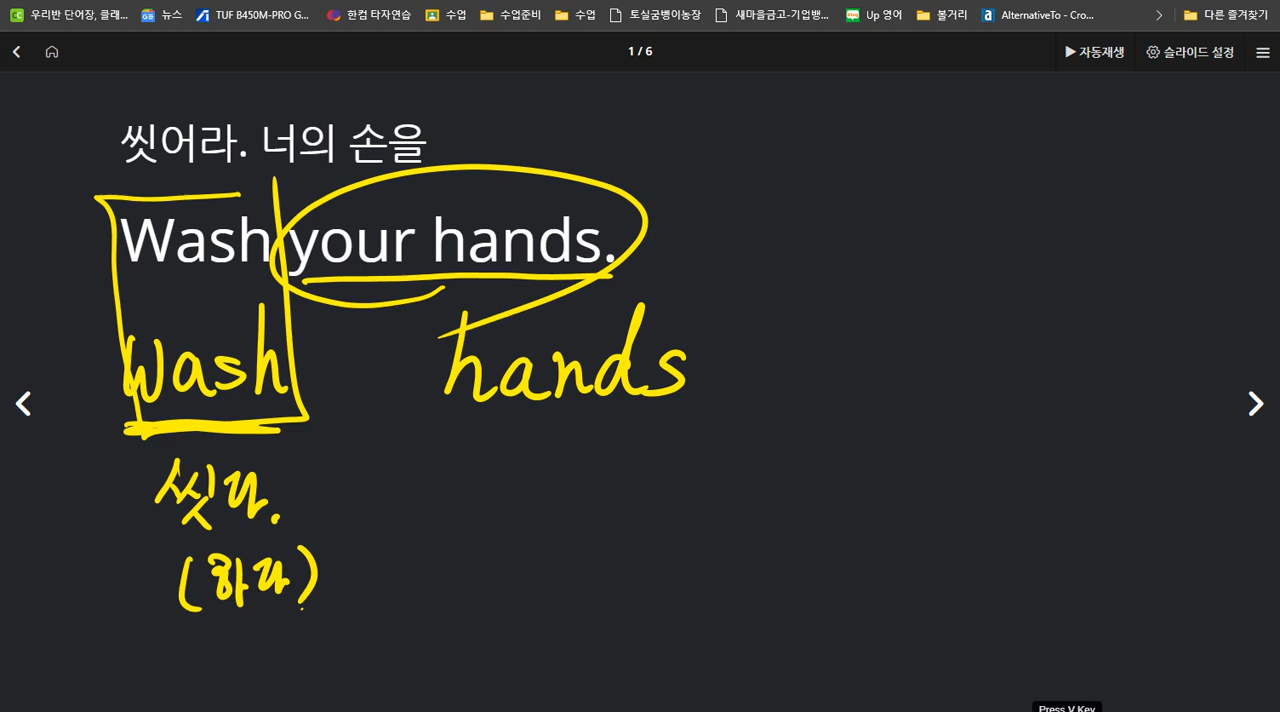 우리반 단어장, 클래... 뉴스 TUF B450M-PRO G... 한컴 타자연습 수업 수업준비 수업 토실궁뱅이농장 새마을금고-기업뱅... Up 영어 볼거리 AlternativeTo - Cro... 다른 즐겨찾기
1 / 6 자동재생 슬라이드 설정
씻어라. 너의 손을
Wash your hands.
wash hands
씻다.
(하다)
Press V Key